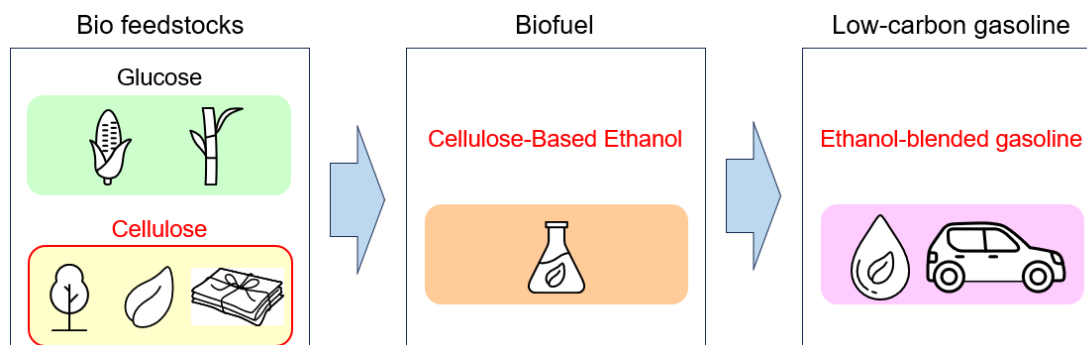 Bio feedstocks
Glucose
Cellulose
Biofuel
Cellulose-Based Ethanol
Low-carbon gasoline
Ethanol-blended gasoline